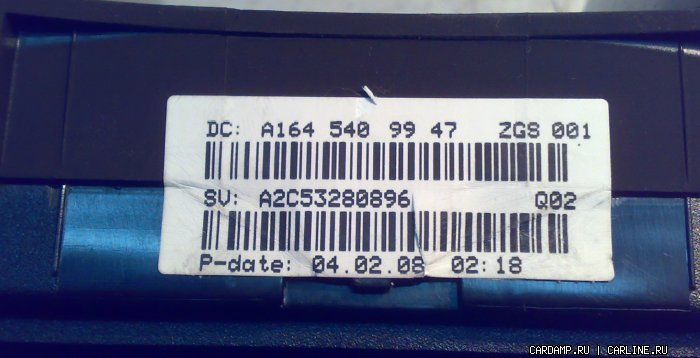 DC: A164 540 99 47 ZGS 001
SV: A2C53280896 Q02
P-date: 04.02.08 02:18
CARDAMP.RU | CARLINE.RU